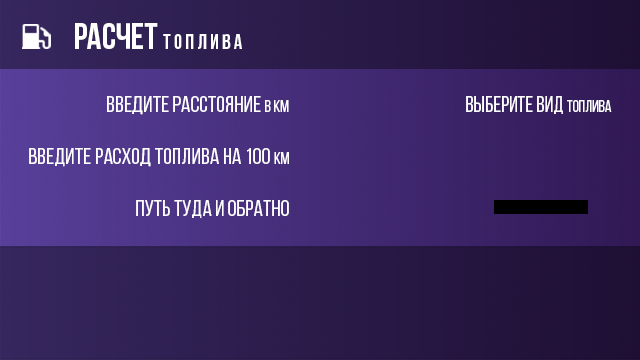 РАСЧЕТ ТОПЛИВА
ВВЕДИТЕ РАССТОЯНИЕ В КМ
ВЫБЕРИТЕ ВИД ТОПЛИВА
ВВЕДИТЕ РАСХОД ТОПЛИВА НА 100 КМ
ПУТЬ ТУДА И ОБРАТНО